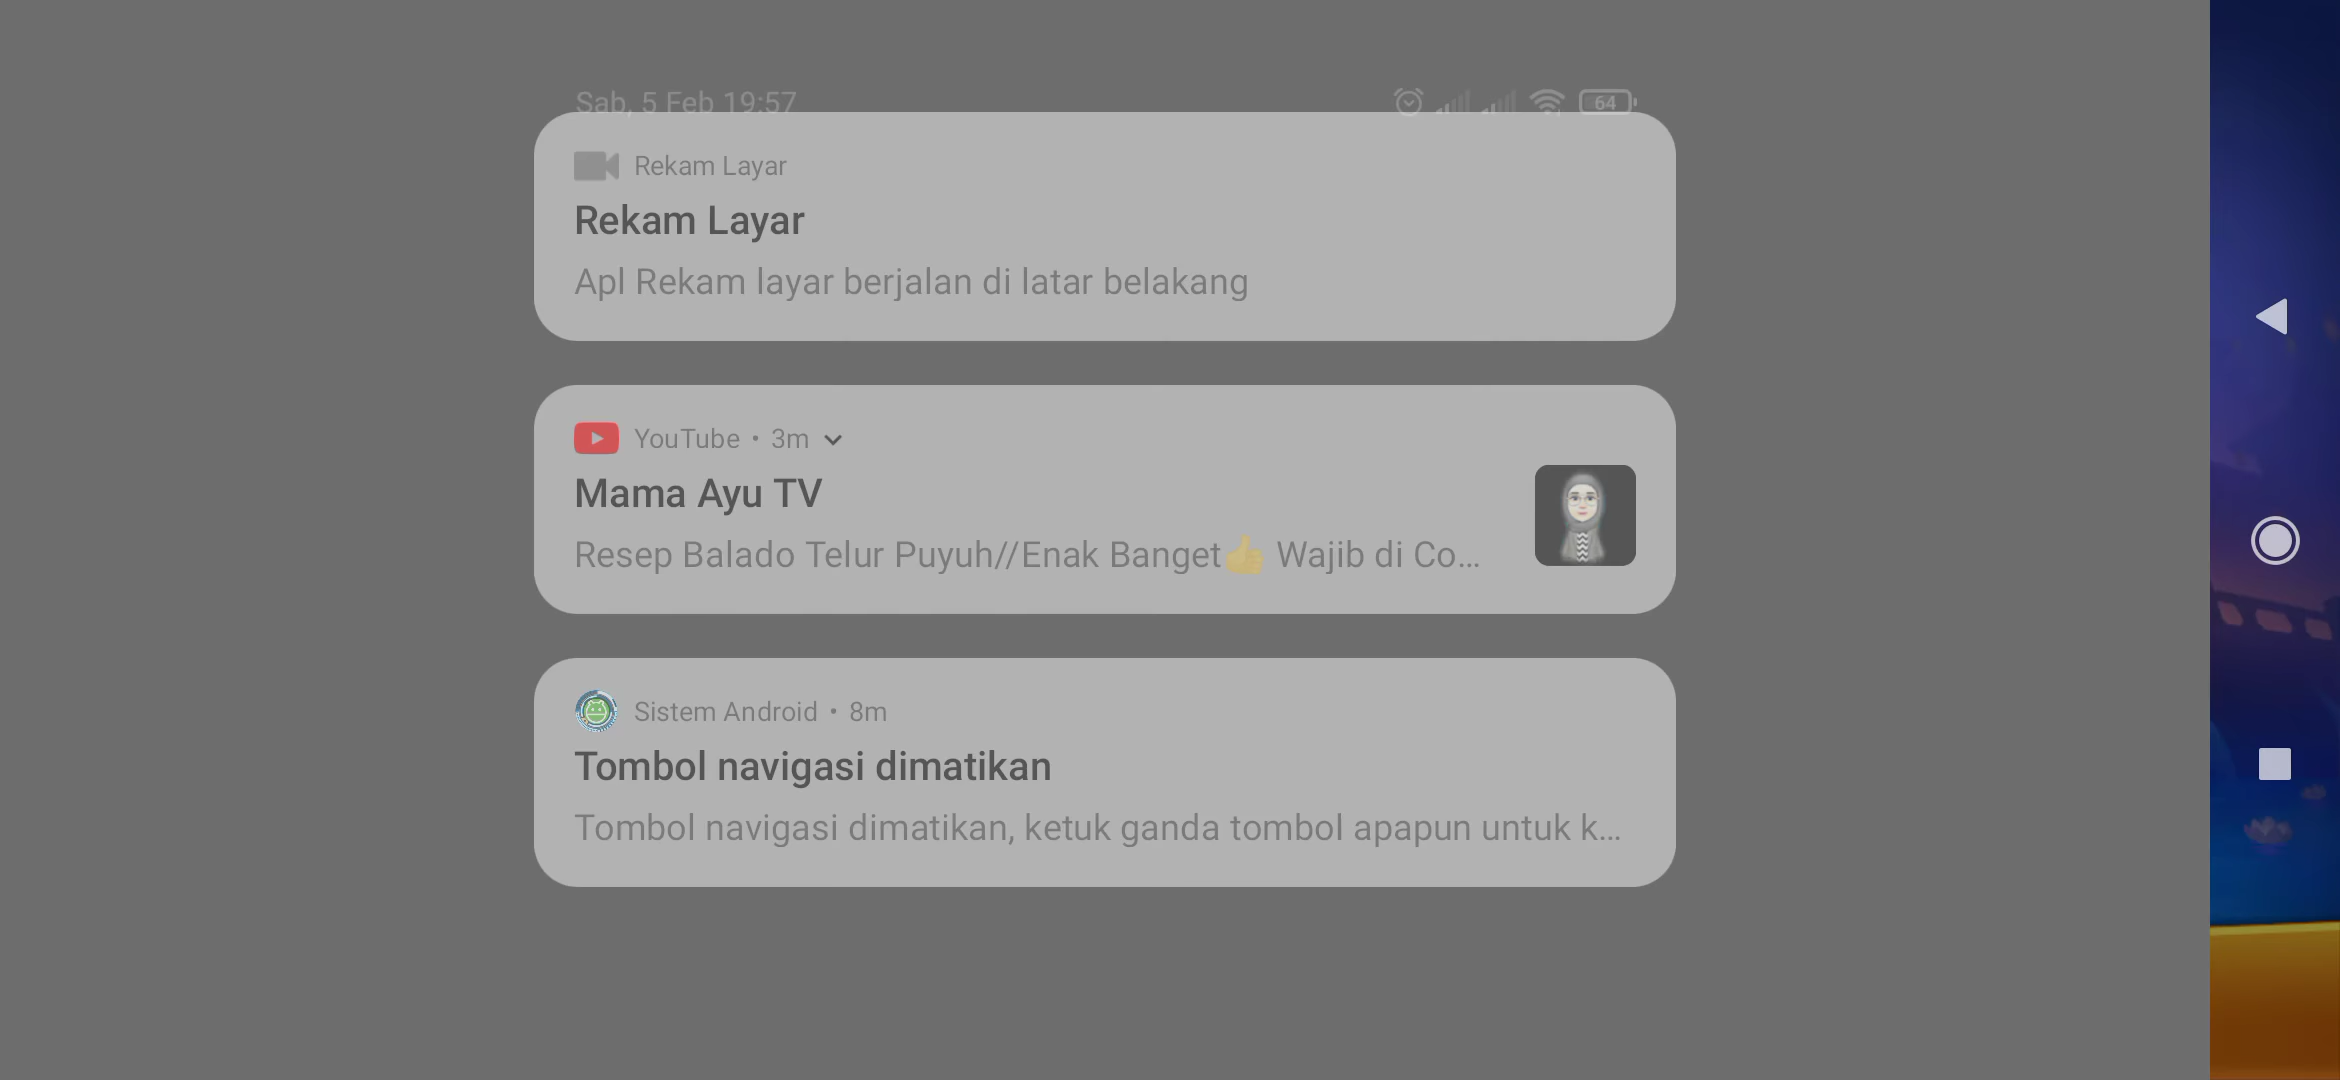 Sab, 5 Feb 19:57
64
Rekam Layar
Rekam Layar
Apl Rekam layar berjalan di latar belakang
YouTube • 3m
Mama Ayu TV
Resep Balado Telur Puyuh//Enak Banget👍 Wajib di Co...
Sistem Android • 8m
Tombol navigasi dimatikan
Tombol navigasi dimatikan, ketuk ganda tombol apapun untuk k...